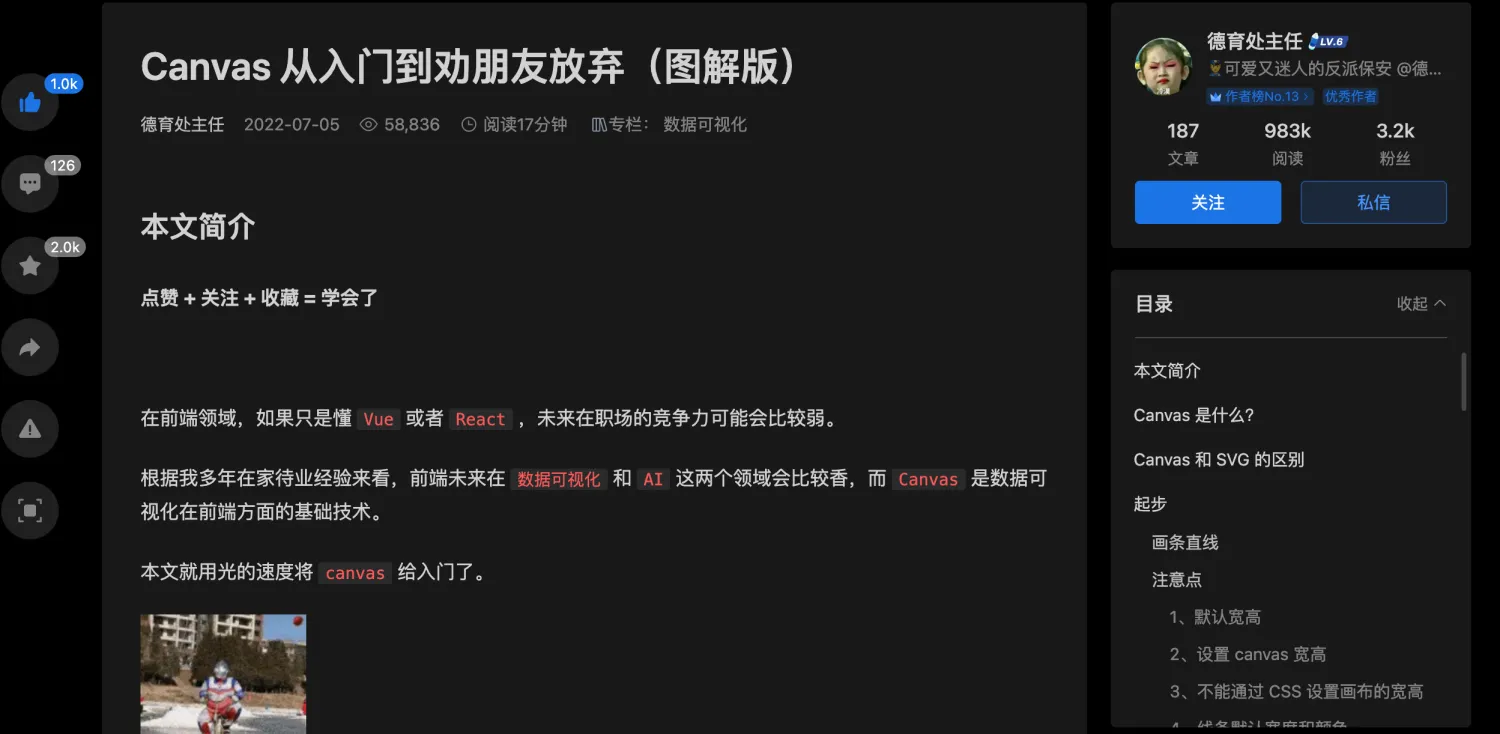 1.0k
126
2.0k
Canvas 从入门到劝朋友放弃（图解版）
德育处主任 2022-07-05 58,836 阅读17分钟 专栏： 数据可视化
本文简介
点赞 + 关注 + 收藏 = 学会了
在前端领域，如果只是懂 Vue 或者 React ，未来在职场的竞争力可能会比较弱。
根据我多年在家待业经验来看，前端未来在 数据可视化 和 AI 这两个领域会比较香，而 Canvas 是数据可
视化在前端方面的基础技术。
本文就用光的速度将 canvas 给入门了。
德育处主任 LV.6
可爱又迷人的反派保安 @德...
作者榜No.13 › 优秀作者
187 983k 3.2k
文章 阅读 粉丝
关注 私信
目录 收起
本文简介
Canvas 是什么？
Canvas 和 SVG 的区别
起步
画条直线
注意点
1、默认宽高
2、设置 canvas 宽高
3、不能通过 CSS 设置画布的宽高
4、线条默认宽度和颜色